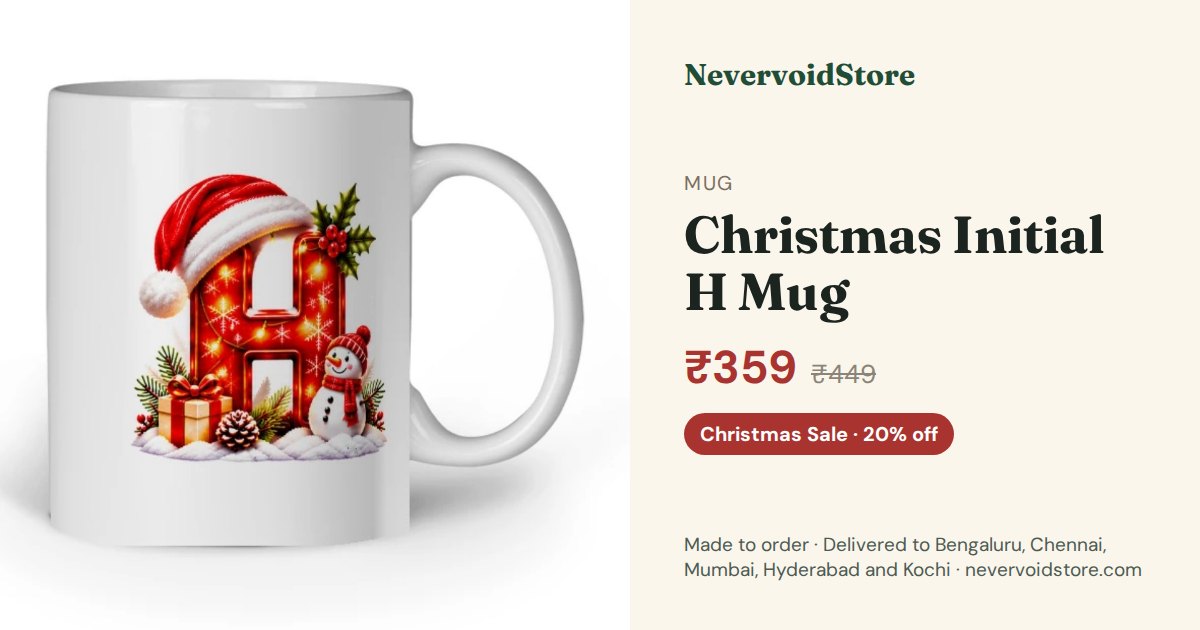 H
NevervoidStore
MUG
Christmas Initial
H Mug
₹359 ₹449
Christmas Sale · 20% off
Made to order · Delivered to Bengaluru, Chennai,
Mumbai, Hyderabad and Kochi · nevervoidstore.com